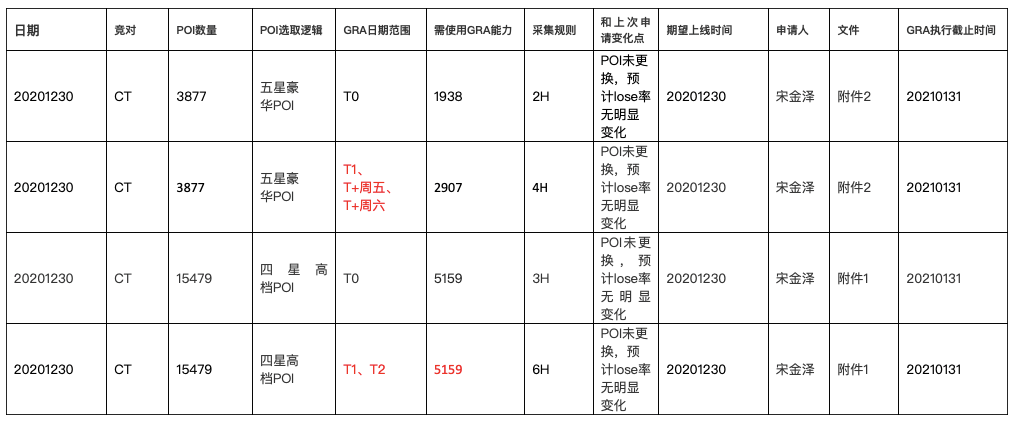 日期 竞对 POI数量 POI选取逻辑 GRA日期范围 需使用GRA能力 采集规则 和上次申请变化点 期望上线时间 申请人 文件 GRA执行截止时间
20201230 CT 3877 五星豪华POI T0 1938 2H POI未更换，预计lose率无明显变化 20201230 宋金泽 附件2 20210131
20201230 CT 3877 五星豪华POI T1、T+周五、T+周六 2907 4H POI未更换，预计lose率无明显变化 20201230 宋金泽 附件2 20210131
20201230 CT 15479 四星高档POI T0 5159 3H POI未更换，预计lose率无明显变化 20201230 宋金泽 附件1 20210131
20201230 CT 15479 四星高档POI T1、T2 5159 6H POI未更换，预计lose率无明显变化 20201230 宋金泽 附件1 20210131